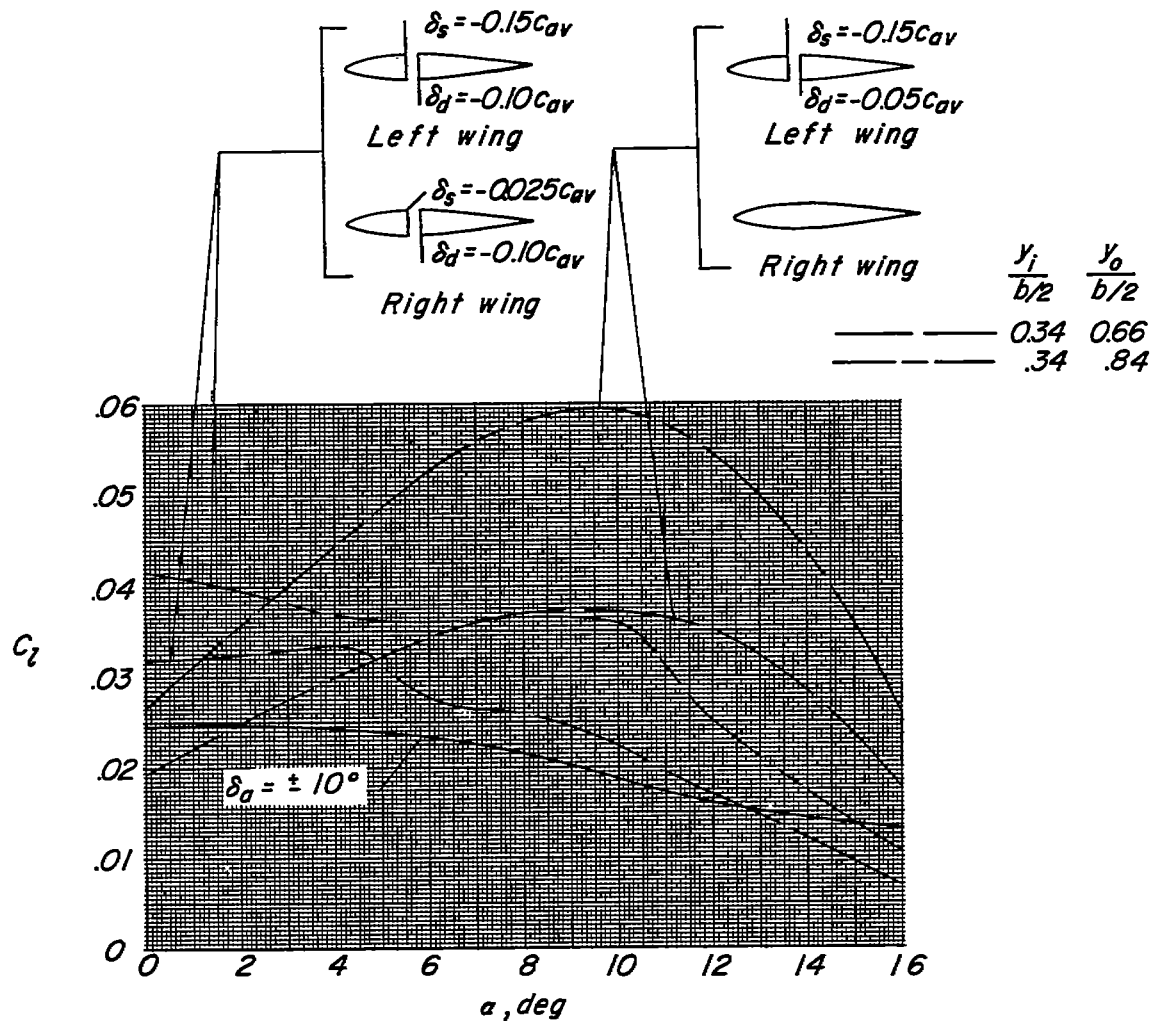 δs=-0.15cav
δd=-0.10cav
Left wing
δs=-0.025cav
δd=-0.10cav
Right wing
δs=-0.15cav
δd=-0.05cav
Left wing
Right wing
yi/b/2 yo/b/2
0.34 0.66
.34 .84
.06
.05
.04
.03
.02
.01
0
Cl
δa = ± 10°
0 2 4 6 8 10 12 14 16
α, deg